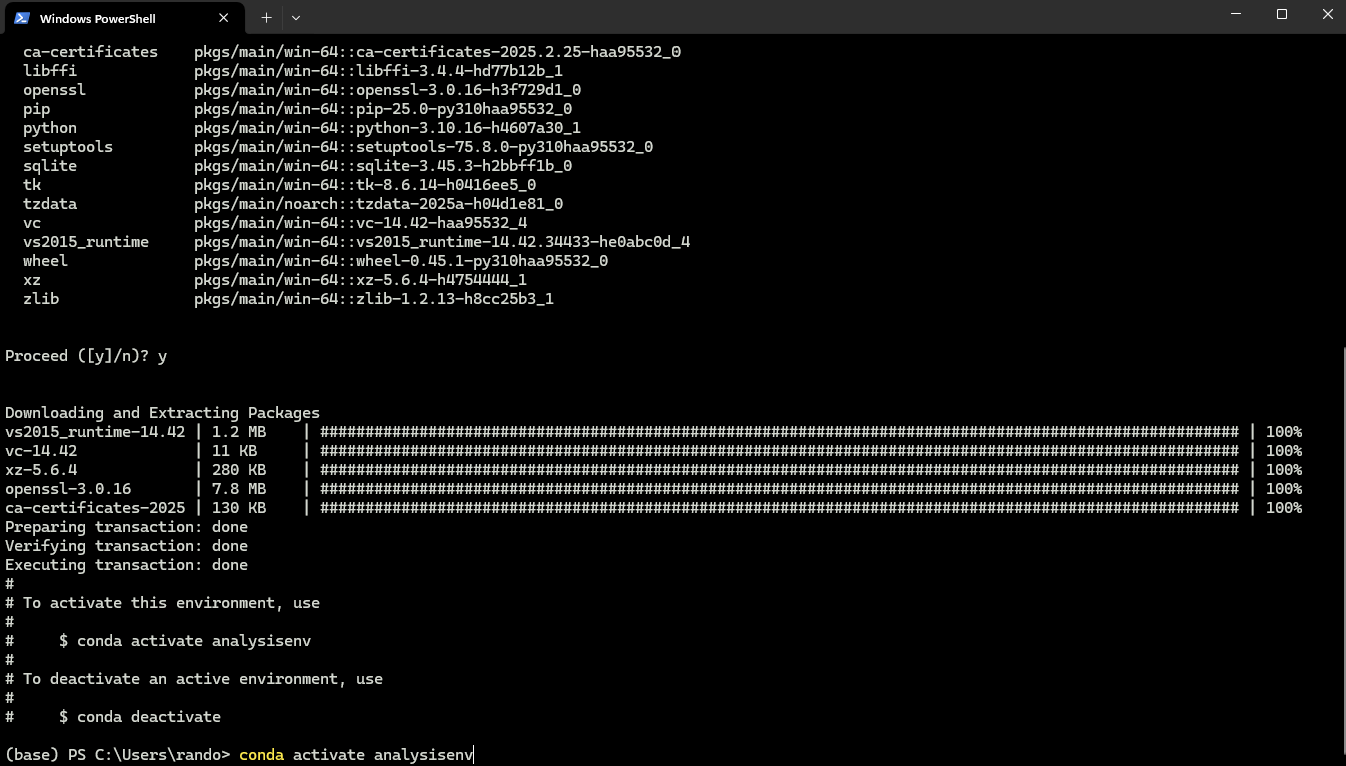 Windows PowerShell
ca-certificates pkgs/main/win-64::ca-certificates-2025.2.25-haa95532_0
libffi pkgs/main/win-64::libffi-3.4.4-hd77b12b_1
openssl pkgs/main/win-64::openssl-3.0.16-h3f729d1_0
pip pkgs/main/win-64::pip-25.0-py310haa95532_0
python pkgs/main/win-64::python-3.10.16-h4607a30_1
setuptools pkgs/main/win-64::setuptools-75.8.0-py310haa95532_0
sqlite pkgs/main/win-64::sqlite-3.45.3-h2bbff1b_0
tk pkgs/main/win-64::tk-8.6.14-h0416ee5_0
tzdata pkgs/main/noarch::tzdata-2025a-h04d1e81_0
vc pkgs/main/win-64::vc-14.42-haa95532_4
vs2015_runtime pkgs/main/win-64::vs2015_runtime-14.42.34433-he0abc0d_4
wheel pkgs/main/win-64::wheel-0.45.1-py310haa95532_0
xz pkgs/main/win-64::xz-5.6.4-h4754444_1
zlib pkgs/main/win-64::zlib-1.2.13-h8cc25b3_1
Proceed ([y]/n)? y
Downloading and Extracting Packages
vs2015_runtime-14.42 | 1.2 MB | ###################################################################################################### | 100%
vc-14.42 | 11 KB | ###################################################################################################### | 100%
xz-5.6.4 | 280 KB | ###################################################################################################### | 100%
openssl-3.0.16 | 7.8 MB | ###################################################################################################### | 100%
ca-certificates-2025 | 130 KB | ###################################################################################################### | 100%
Preparing transaction: done
Verifying transaction: done
Executing transaction: done
#
# To activate this environment, use
#
# $ conda activate analysisenv
#
# To deactivate an active environment, use
#
# $ conda deactivate
(base) PS C:\Users\rando> conda activate analysisenv